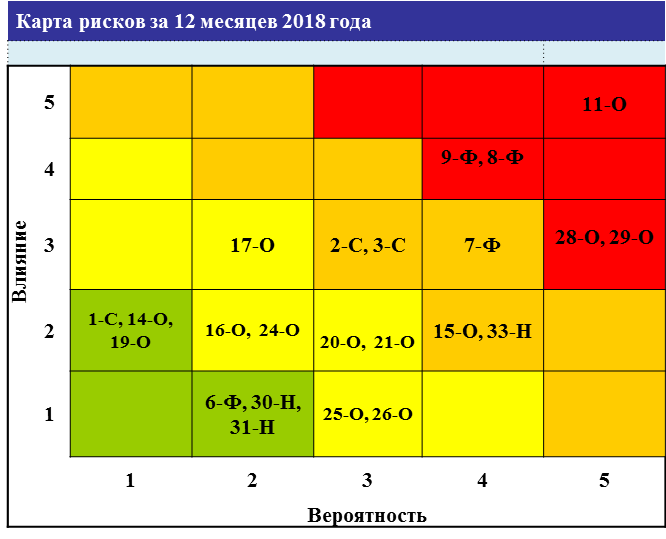 Карта рисков за 12 месяцев 2018 года
Влияние
5
11-О
4
9-Ф, 8-Ф
3
17-О
2-С, 3-С
7-Ф
28-О, 29-О
2
1-С, 14-О,
19-О
16-О, 24-О
20-О, 21-О
15-О, 33-Н
1
6-Ф, 30-Н,
31-Н
25-О, 26-О
1 2 3 4 5
Вероятность